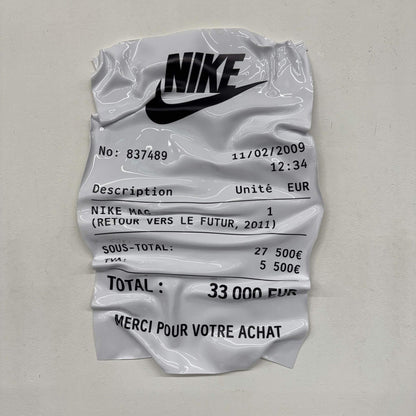 NIKE
No: 837489 11/02/2009
12:34
Description Unité EUR
NIKE MAG 1
(RETOUR VERS LE FUTUR, 2011)
SOUS-TOTAL: 27 500€
TVA: 5 500€
TOTAL : 33 000 EUR
MERCI POUR VOTRE ACHAT